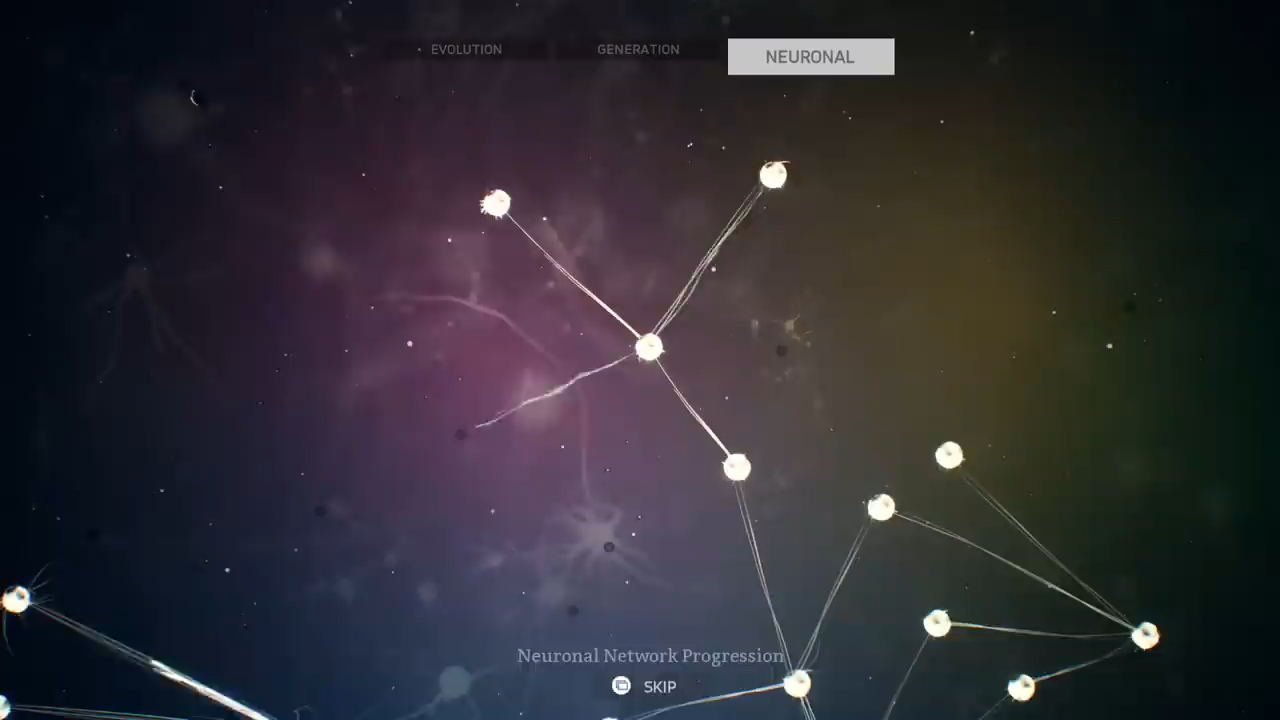 EVOLUTION
GENERATION
NEURONAL
Neuronal Network Progression
SKIP